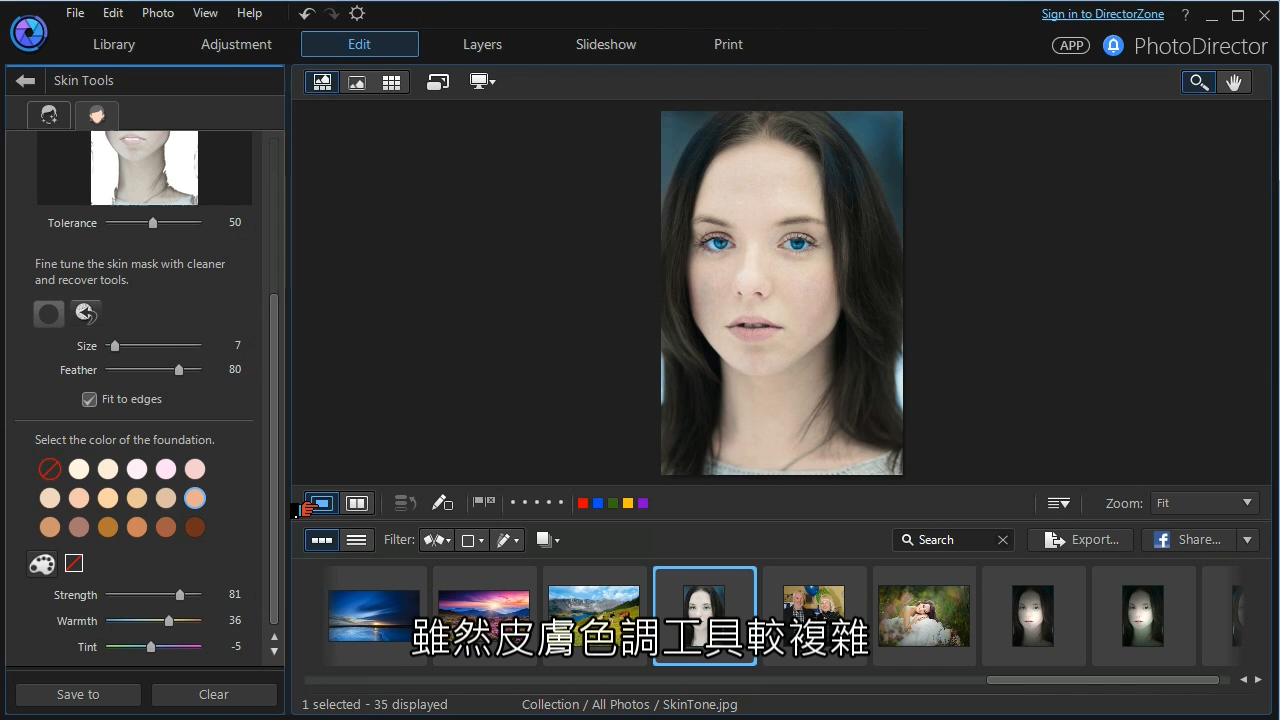 File Edit Photo View Help
Sign in to DirectorZone ?
Library Adjustment Edit Layers Slideshow Print
APP PhotoDirector
Skin Tools
Tolerance 50
Fine tune the skin mask with cleaner
and recover tools.
Size 7
Feather 80
Fit to edges
Select the color of the foundation.
Strength 81
Warmth 36
Tint -5
Save to Clear
Zoom: Fit
Filter: Search Export... Share...
雖然皮膚色調工具較複雜
1 selected - 35 displayed Collection / All Photos / SkinTone.jpg